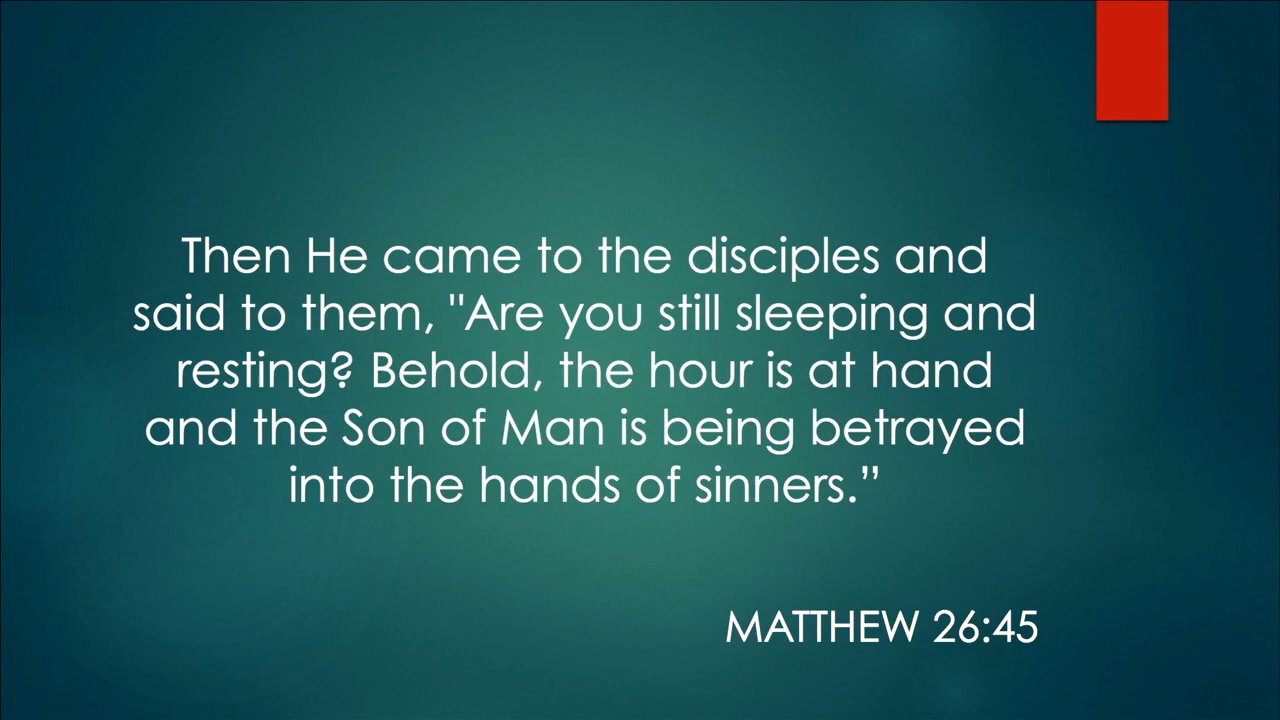 Then He came to the disciples and
said to them, "Are you still sleeping and
resting? Behold, the hour is at hand
and the Son of Man is being betrayed
into the hands of sinners.”
MATTHEW 26:45